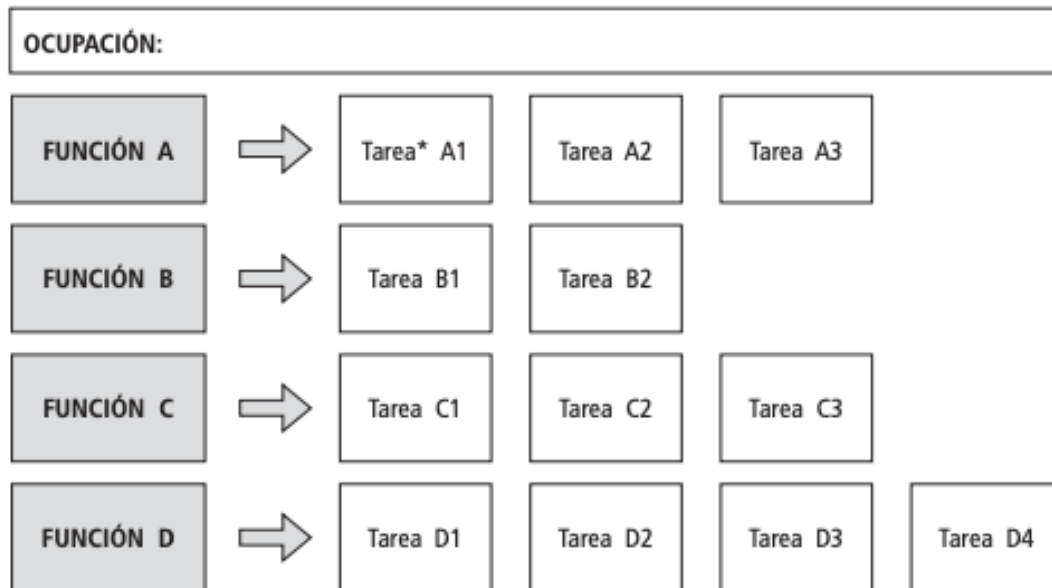 OCUPACIÓN:
FUNCIÓN A Tarea* A1 Tarea A2 Tarea A3
FUNCIÓN B Tarea B1 Tarea B2
FUNCIÓN C Tarea C1 Tarea C2 Tarea C3
FUNCIÓN D Tarea D1 Tarea D2 Tarea D3 Tarea D4